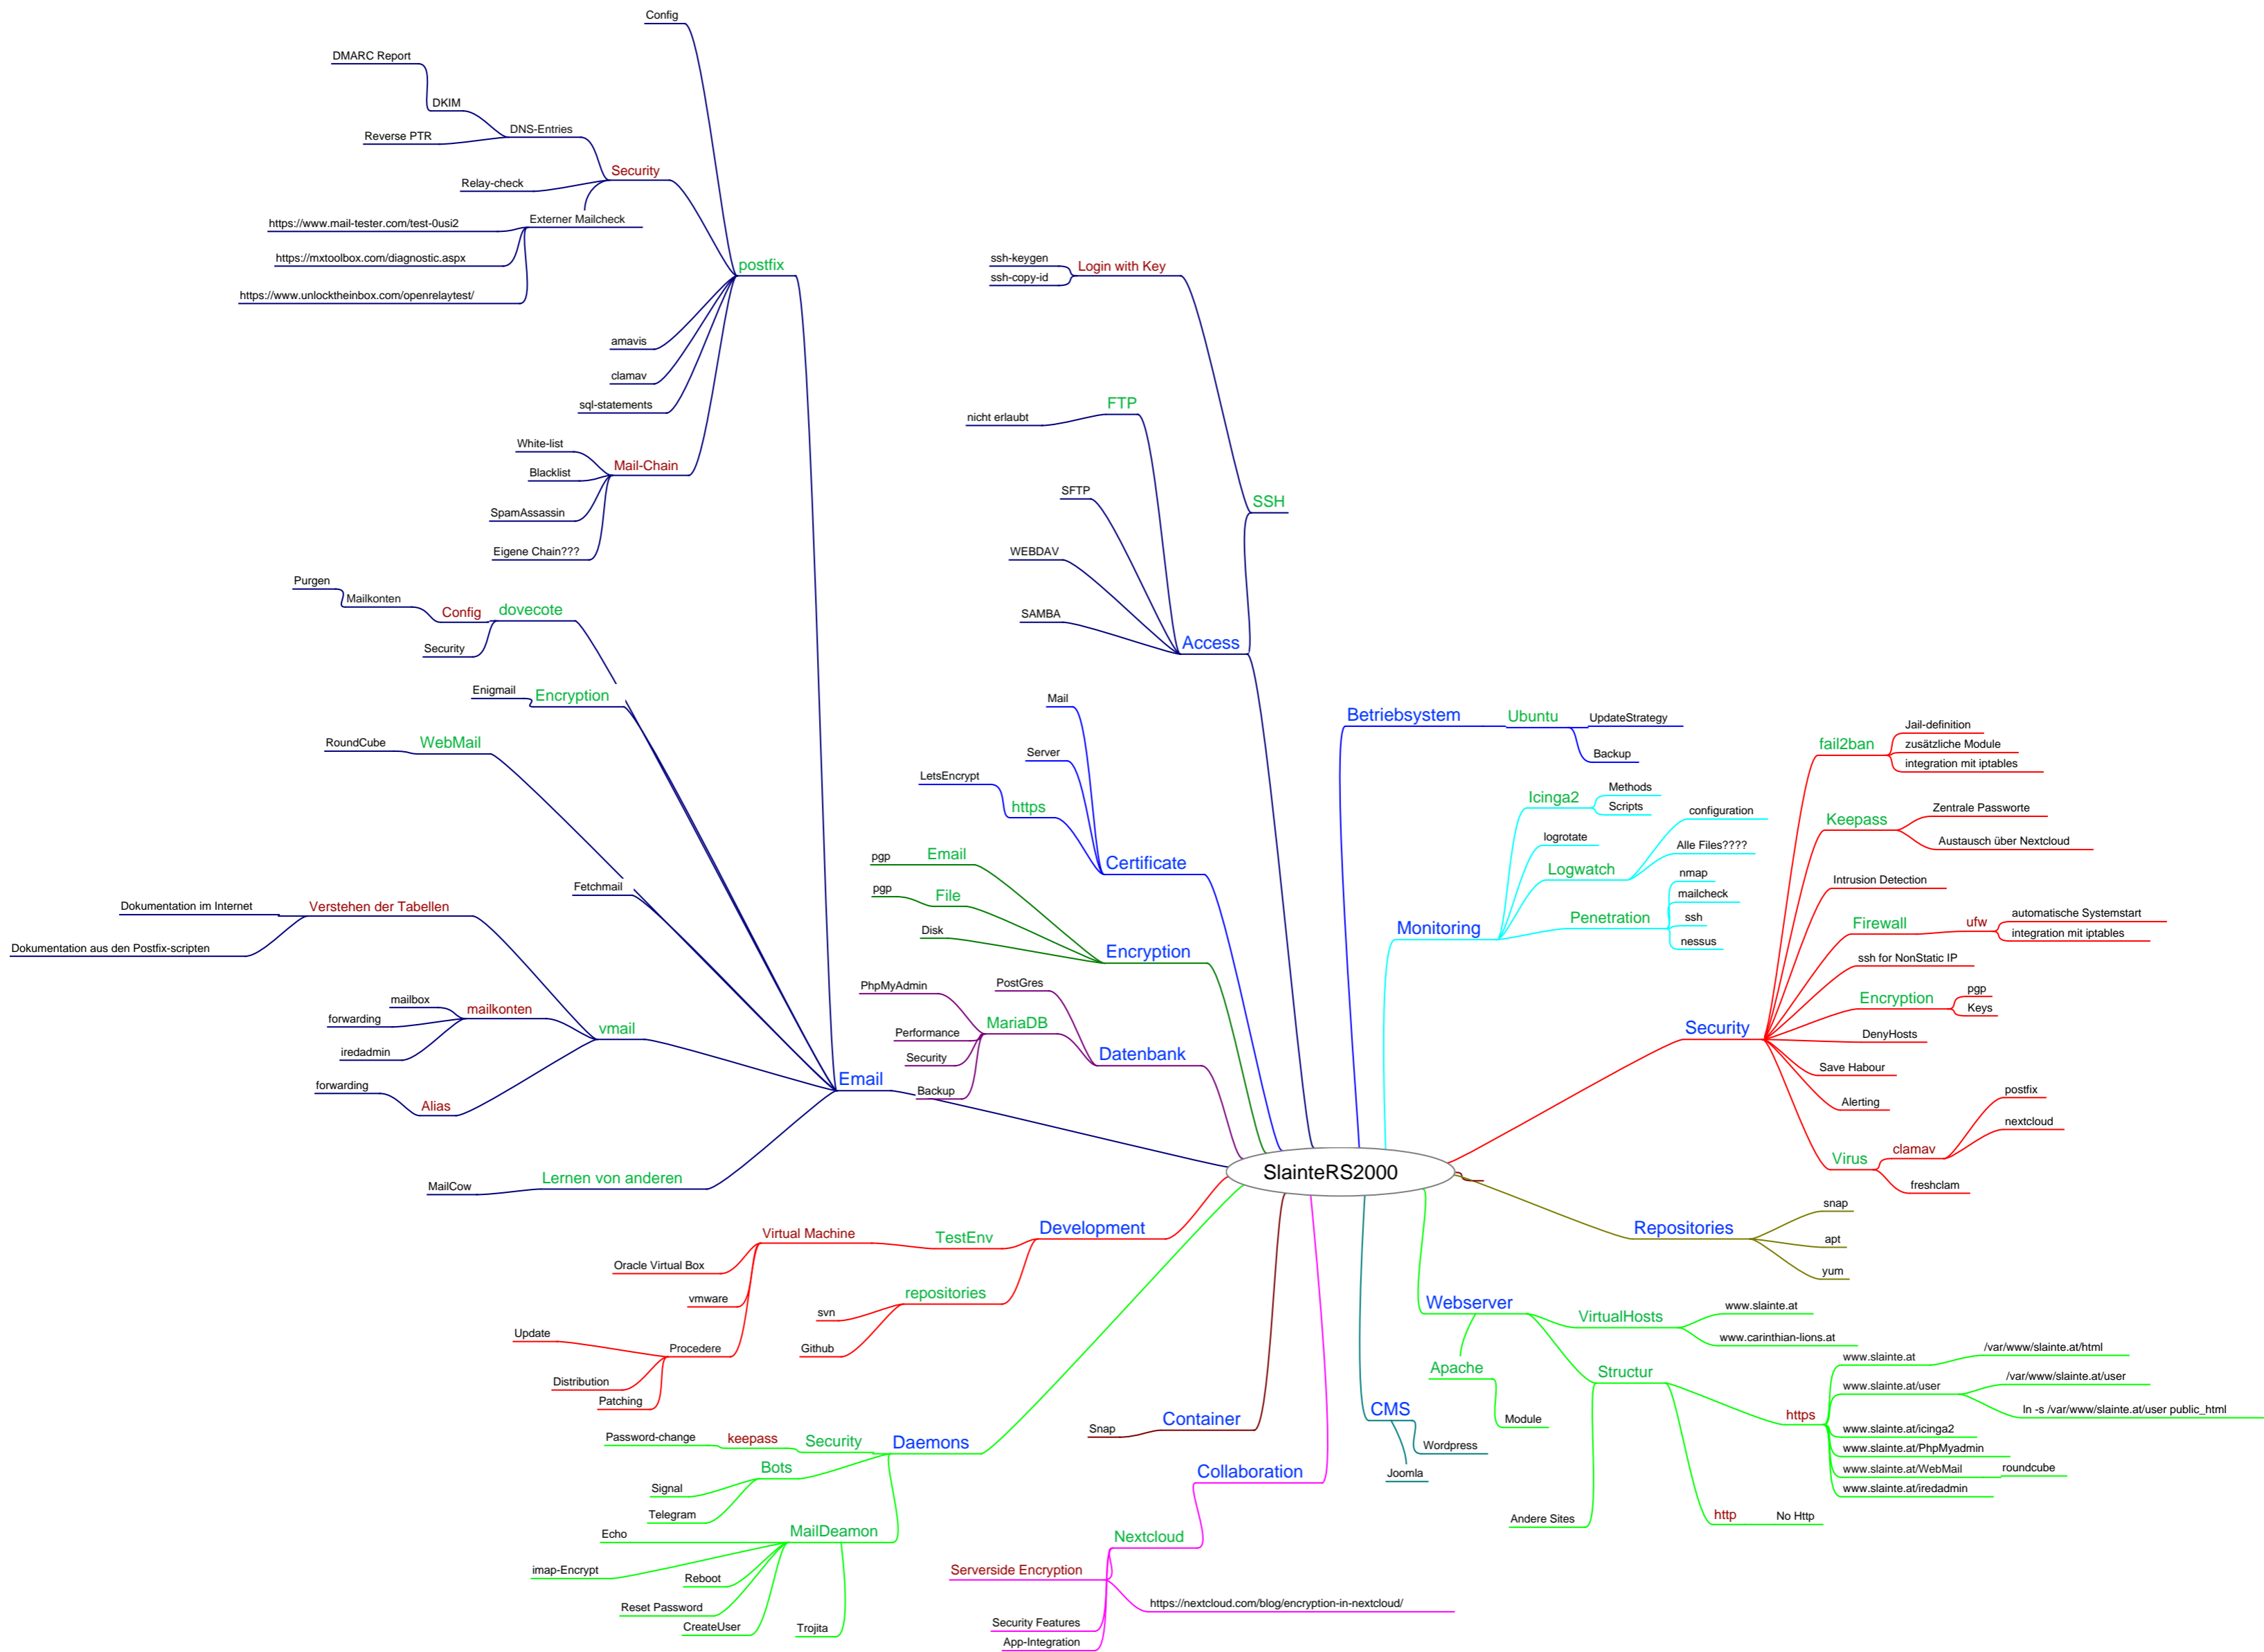 Config
DMARC Report
DKIM
DNS-Entries
Reverse PTR
Security
Relay-check
Externer Mailcheck
https://www.mail-tester.com/test-0usi2
https://mxtoolbox.com/diagnostic.aspx
https://www.unlocktheinbox.com/openrelaytest/
postfix
amavis
clamav
sql-statements
White-list
Mail-Chain
Blacklist
SpamAssassin
Eigene Chain???
Purgen
Mailkonten
Config
dovecote
Security
Enigmail
Encryption
RoundCube
WebMail
Fetchmail
Dokumentation im Internet
Verstehen der Tabellen
Dokumentation aus den Postfix-scripten
mailbox
mailkonten
forwarding
iredadmin
vmail
forwarding
Alias
Email
Lernen von anderen
MailCow
ssh-keygen
Login with Key
ssh-copy-id
FTP
nicht erlaubt
SFTP
SSH
WEBDAV
SAMBA
Access
Mail
Server
LetsEncrypt
https
Certificate
pgp
Email
pgp
File
Disk
Encryption
PhpMyAdmin
PostGres
MariaDB
Performance
Security
Datenbank
Backup
Betriebsystem
Ubuntu
UpdateStrategy
Backup
Icinga2
Methods
Scripts
logrotate
configuration
Logwatch
Alle Files????
Monitoring
Penetration
nmap
mailcheck
ssh
nessus
fail2ban
Jail-definition
zusätzliche Module
integration mit iptables
Keepass
Zentrale Passworte
Austausch über Nextcloud
Intrusion Detection
Firewall
ufw
automatische Systemstart
integration mit iptables
ssh for NonStatic IP
Encryption
pgp
Keys
Security
DenyHosts
Save Habour
Alerting
Virus
clamav
postfix
nextcloud
freshclam
SlainteRS2000
Repositories
snap
apt
yum
Webserver
VirtualHosts
www.slainte.at
www.carinthian-lions.at
Apache
Module
Structur
https
www.slainte.at
/var/www/slainte.at/html
www.slainte.at/user
/var/www/slainte.at/user
ln -s /var/www/slainte.at/user public_html
www.slainte.at/icinga2
www.slainte.at/PhpMyadmin
www.slainte.at/WebMail
roundcube
www.slainte.at/iredadmin
http
No Http
Andere Sites
CMS
Wordpress
Joomla
Container
Snap
Collaboration
Nextcloud
Serverside Encryption
https://nextcloud.com/blog/encryption-in-nextcloud/
Security Features
App-Integration
Development
TestEnv
Virtual Machine
Oracle Virtual Box
vmware
Procedere
Update
Distribution
Patching
repositories
svn
Github
Daemons
Security
keepass
Password-change
Bots
Signal
Telegram
MailDeamon
Echo
imap-Encrypt
Reboot
Reset Password
CreateUser
Trojita